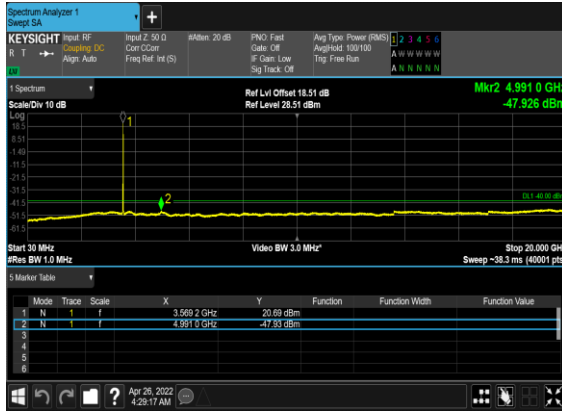 Spectrum Analyzer 1
Swept SA
+
KEYSIGHT Input: RF Input Z: 50 Ω #Atten: 20 dB PNO: Fast Avg Type: Power (RMS) 1 2 3 4 5 6
R T Coupling: DC Corr CCorr Gate: Off Avg|Hold: 100/100 A W W W W W
Align: Auto Freq Ref: Int (S) IF Gain: Low Trig: Free Run
Sig Track: Off A N N N N N
LU
1 Spectrum Ref Lvl Offset 18.51 dB Mkr2 4.991 0 GHz
Scale/Div 10 dB Ref Level 28.51 dBm -47.926 dBm
Log
18.5
8.51
-1.49
-11.5
-21.5
-31.5
-41.5
-51.5
-61.5
1
2
DL1 -40.00 dBm
Start 30 MHz Video BW 3.0 MHz* Stop 20.000 GHz
#Res BW 1.0 MHz Sweep ~38.3 ms (40001 pts)
5 Marker Table
Mode Trace Scale X Y Function Function Width Function Value
1 N 1 f 3.569 2 GHz 20.69 dBm
2 N 1 f 4.991 0 GHz -47.93 dBm
3
4
5
6
? Apr 26, 2022
4:29:17 AM